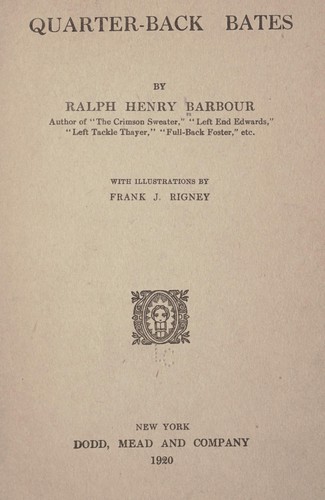 QUARTER-BACK BATES
BY
RALPH HENRY BARBOUR
Author of "The Crimson Sweater," "Left End Edwards,"
"Left Tackle Thayer," "Full-Back Foster," etc.
WITH ILLUSTRATIONS BY
FRANK J. RIGNEY
NEW YORK
DODD, MEAD AND COMPANY
1920